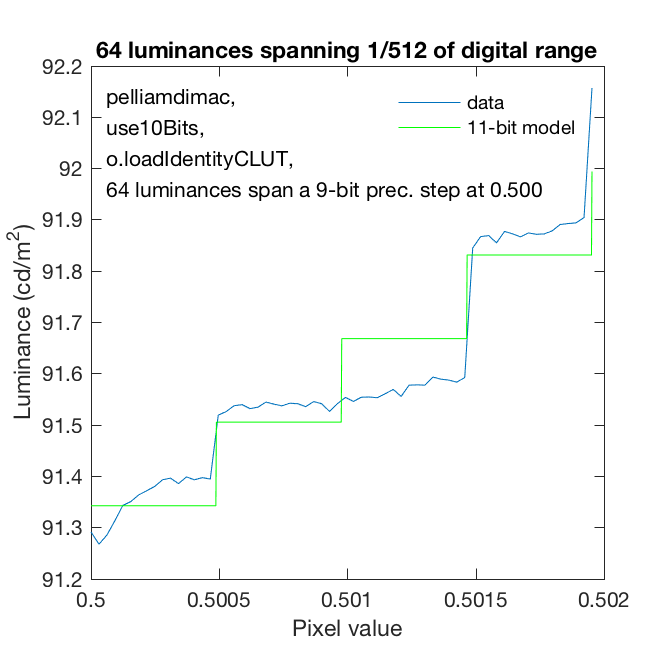 64 luminances spanning 1/512 of digital range
pelliamdimac,
use10Bits,
o.loadIdentityCLUT,
64 luminances span a 9-bit prec. step at 0.500
data
11-bit model
Luminance (cd/m²)
92.2
92.1
92
91.9
91.8
91.7
91.6
91.5
91.4
91.3
91.2
0.5
0.5005
0.501
0.5015
0.502
Pixel value